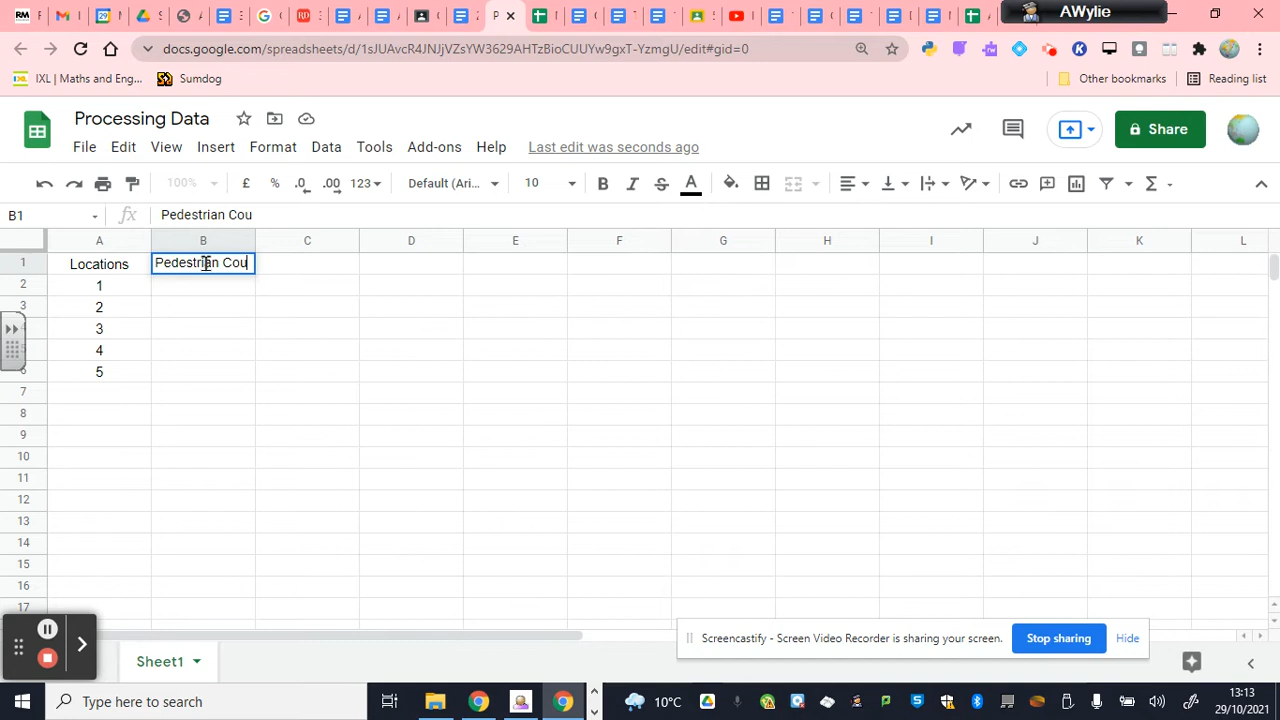 AWylie
docs.google.com/spreadsheets/d/1sJUAvcR4JNJjVZsYW3629AHTzBioCUUYw9gxT-YzmgU/edit#gid=0
IXL | Maths and Eng...
Sumdog
Other bookmarks
Reading list
Processing Data
File Edit View Insert Format Data Tools Add-ons Help Last edit was seconds ago
Share
100% £ % .0 .00 123 Default (Ari... 10 B I S A
B1 fx Pedestrian Cou
A B C D E F G H I J K L
1 Locations Pedestrian Cou
2 1
3 2
3
4
6 5
7
8
9
10
11
12
13
14
15
16
17
Screencastify - Screen Video Recorder is sharing your screen. Stop sharing Hide
Sheet1
Type here to search
10°C
13:13
29/10/2021